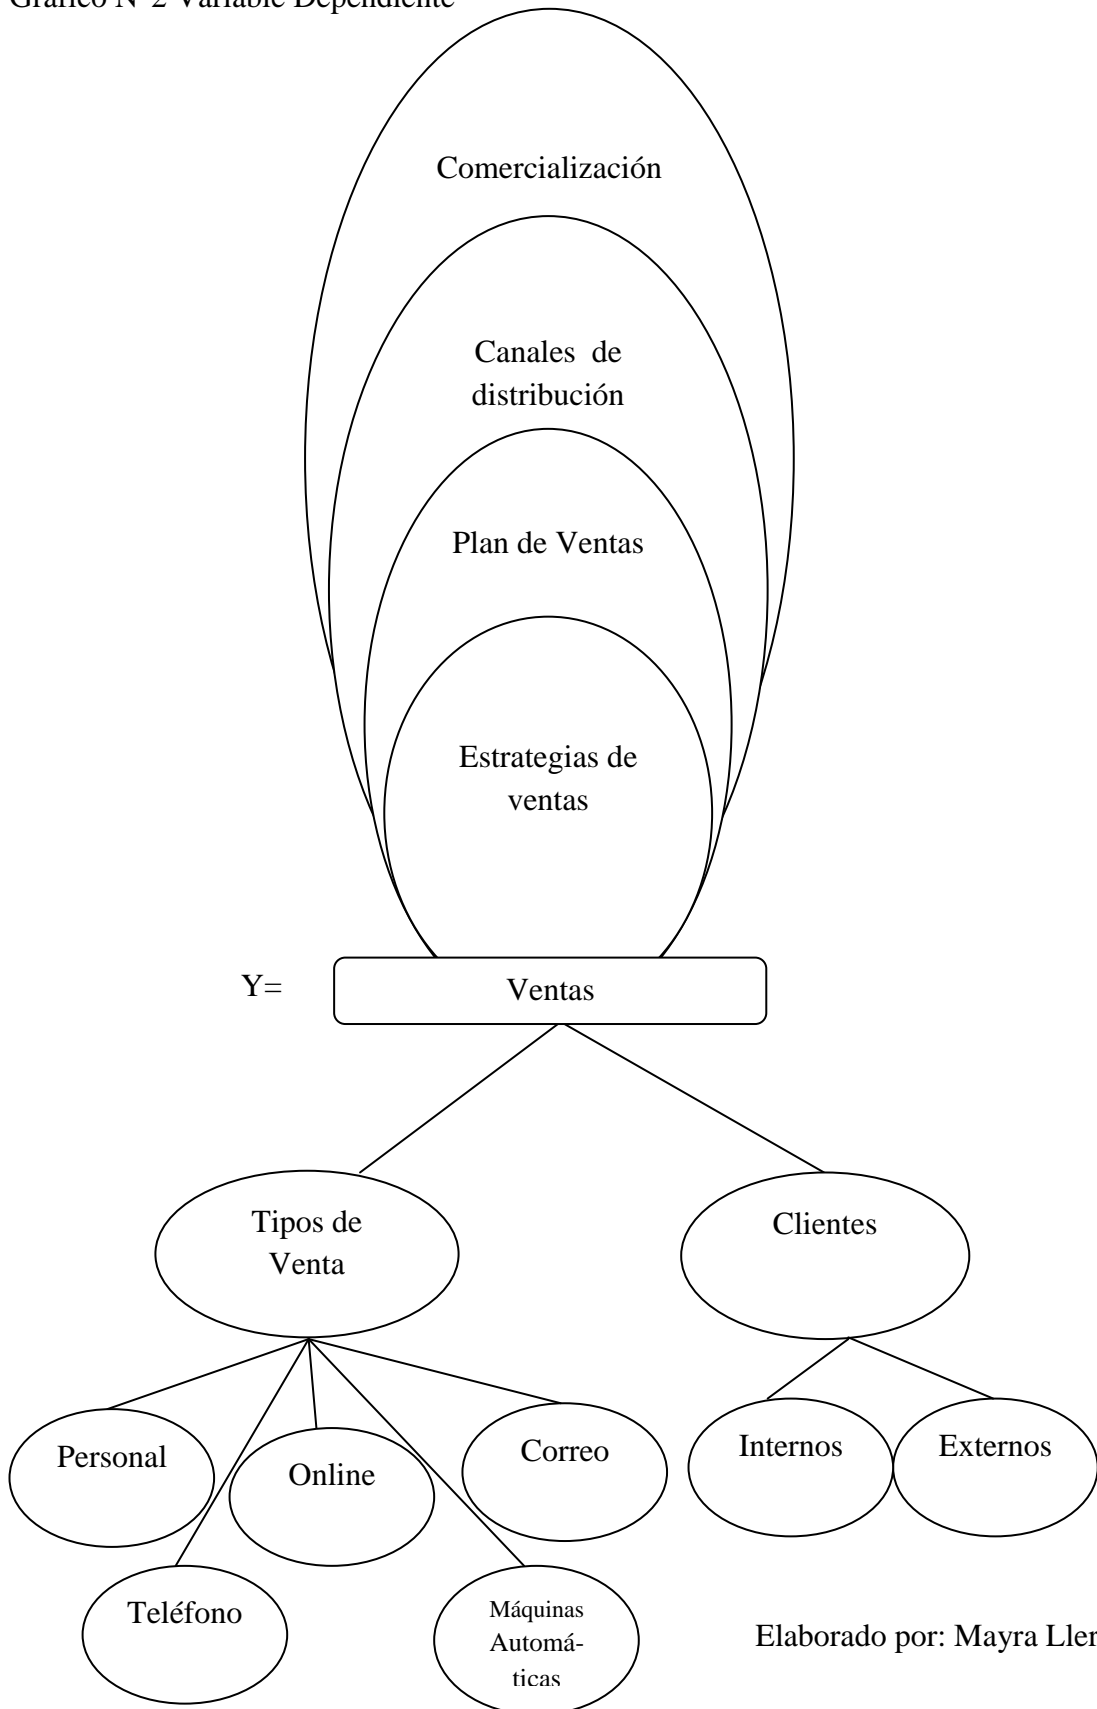 Gráfico Nº2 Variable Dependiente
Comercialización
Canales de
distribución
Plan de Ventas
Estrategias de
ventas
Y=
Ventas
Tipos de
Venta
Clientes
Personal
Online
Correo
Internos
Externos
Teléfono
Máquinas
Automá-
ticas
Elaborado por: Mayra Ller